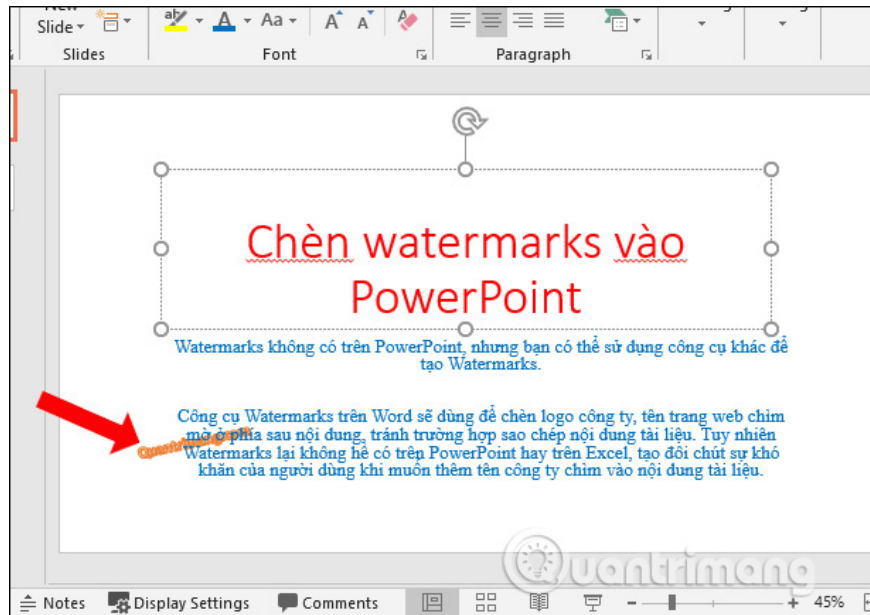 Slide
Aa
A A
Slides
Font
Paragraph
Chèn watermarks vào
PowerPoint
Watermarks không có trên PowerPoint, nhưng bạn có thể sử dụng công cụ khác để
tạo Watermarks.
Công cụ Watermarks trên Word sẽ dùng để chèn logo công ty, tên trang web chìm
mờ ở phía sau nội dung, tránh trường hợp sao chép nội dung tài liệu. Tuy nhiên
Watermarks lại không hề có trên PowerPoint hay trên Excel, tạo đôi chút sự khó
khăn của người dùng khi muốn thêm tên công ty chìm vào nội dung tài liệu.
Quantrimang
Notes
Display Settings
Comments
45%